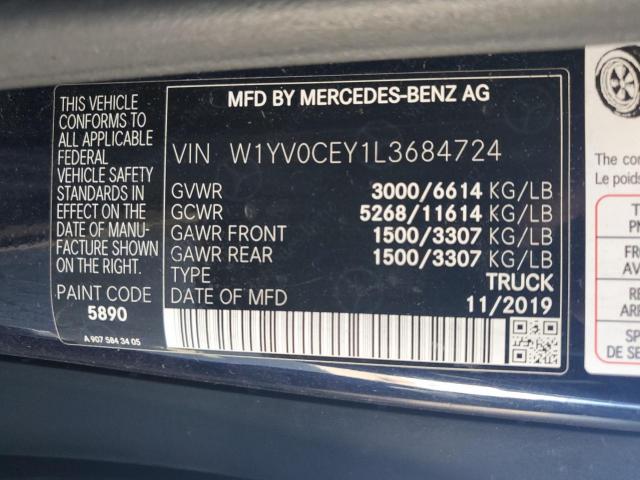 THIS VEHICLE
CONFORMS TO
ALL APPLICABLE
FEDERAL
VEHICLE SAFETY
STANDARDS IN
EFFECT ON THE
DATE OF MANU-
FACTURE SHOWN
ON THE RIGHT.
PAINT CODE
5890
A 907 584 34 05
MFD BY MERCEDES-BENZ AG
VIN W1YV0CEY1L3684724
GVWR 3000/6614 KG/LB
GCWR 5268/11614 KG/LB
GAWR FRONT 1500/3307 KG/LB
GAWR REAR 1500/3307 KG/LB
TYPE TRUCK
DATE OF MFD 11/2019
The com
Le poids